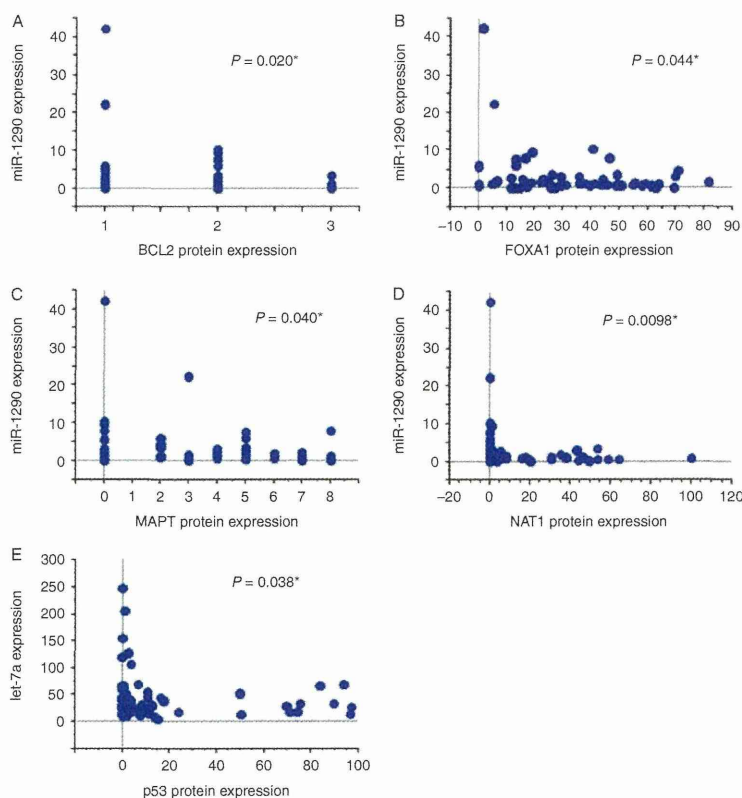 A
miR-1290 expression
40
30
20
10
0
P = 0.020*
1 2 3
BCL2 protein expression
B
miR-1290 expression
40
30
20
10
0
P = 0.044*
−10 0 10 20 30 40 50 60 70 80 90
FOXA1 protein expression
C
miR-1290 expression
40
30
20
10
0
P = 0.040*
0 1 2 3 4 5 6 7 8
MAPT protein expression
D
miR-1290 expression
40
30
20
10
0
P = 0.0098*
−20 0 20 40 60 80 100 120
NAT1 protein expression
E
let-7a expression
300
250
200
150
100
50
0
P = 0.038*
0 20 40 60 80 100
p53 protein expression